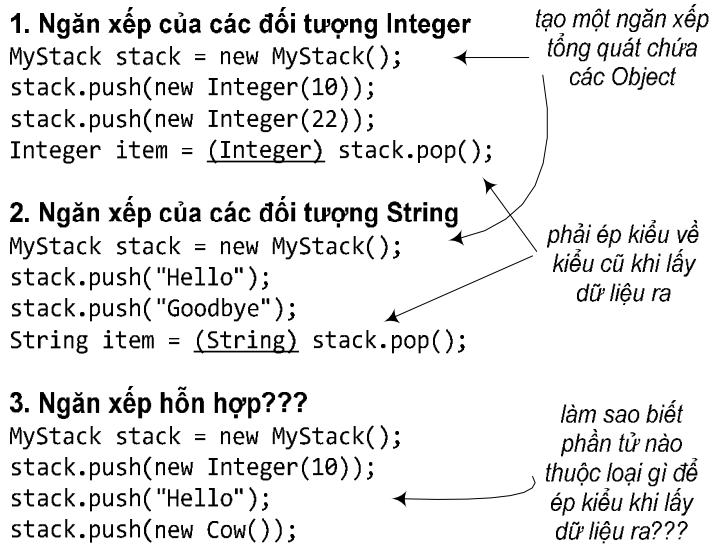 1. Ngăn xếp của các đối tượng Integer
MyStack stack = new MyStack();
stack.push(new Integer(10));
stack.push(new Integer(22));
Integer item = (Integer) stack.pop();
tạo một ngăn xếp
tổng quát chứa
các Object
2. Ngăn xếp của các đối tượng String
MyStack stack = new MyStack();
stack.push("Hello");
stack.push("Goodbye");
String item = (String) stack.pop();
phải ép kiểu về
kiểu cũ khi lấy
dữ liệu ra
3. Ngăn xếp hỗn hợp???
MyStack stack = new MyStack();
stack.push(new Integer(10));
stack.push("Hello");
stack.push(new Cow());
làm sao biết
phần tử nào
thuộc loại gì để
ép kiểu khi lấy
dữ liệu ra???